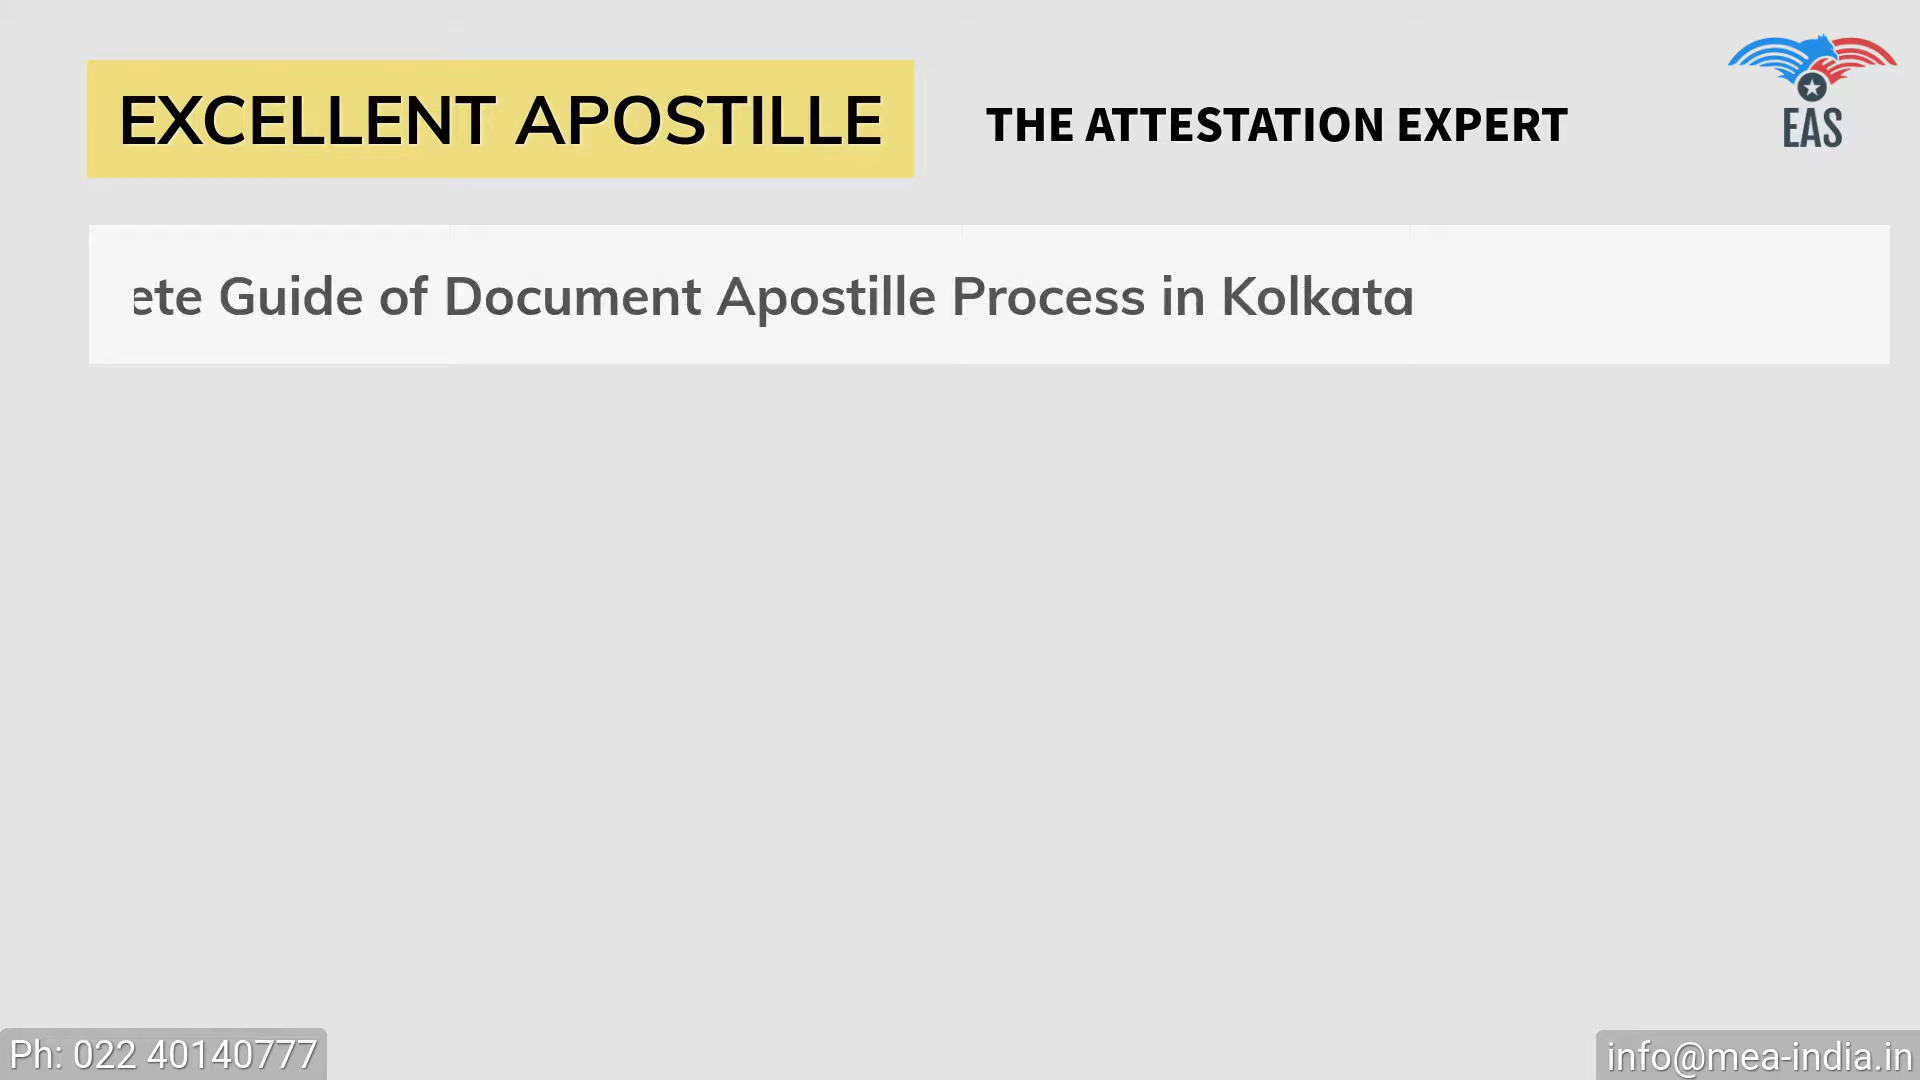 EXCELLENT APOSTILLE
THE ATTESTATION EXPERT
EAS
ete Guide of Document Apostille Process in Kolkata
Ph: 022 40140777
info@mea-india.in